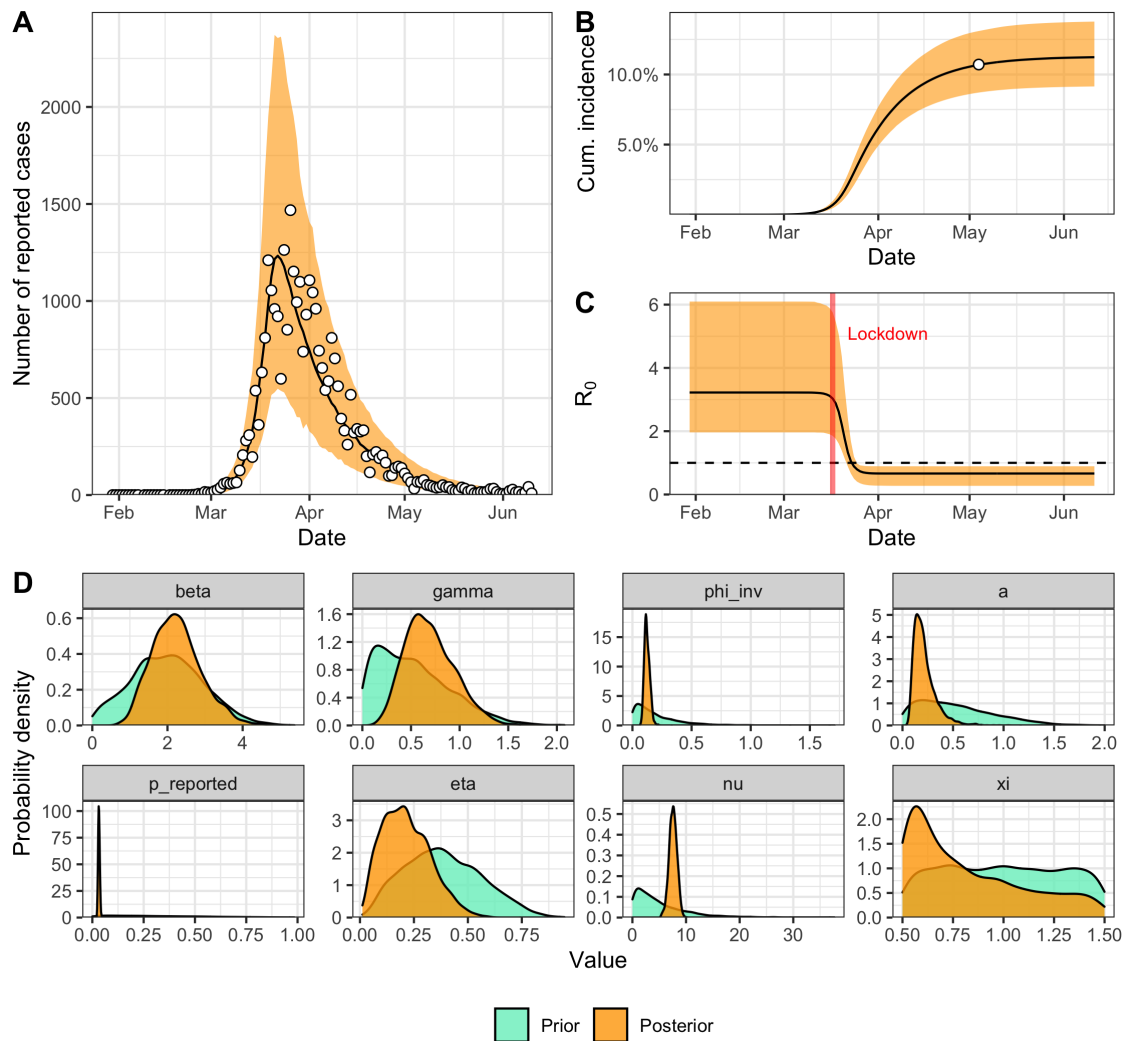 A
Number of reported cases
2000
1500
1000
500
0
Feb Mar Apr May Jun
Date
B
Cum. incidence
10.0%
5.0%
Feb Mar Apr May Jun
Date
C
R0
6
4
2
0
Lockdown
Feb Mar Apr May Jun
Date
D
Probability density
beta
0.6
0.4
0.2
0.0
0 2 4
gamma
1.6
1.2
0.8
0.4
0.0
0.0 0.5 1.0 1.5 2.0
phi_inv
15
10
5
0
0.0 0.5 1.0 1.5
a
5
4
3
2
1
0
0.0 0.5 1.0 1.5 2.0
p_reported
100
75
50
25
0
0.00 0.25 0.50 0.75 1.00
eta
3
2
1
0
0.00 0.25 0.50 0.75
nu
0.5
0.4
0.3
0.2
0.1
0.0
0 10 20 30
xi
2.0
1.5
1.0
0.5
0.0
0.50 0.75 1.00 1.25 1.50
Value
Prior Posterior